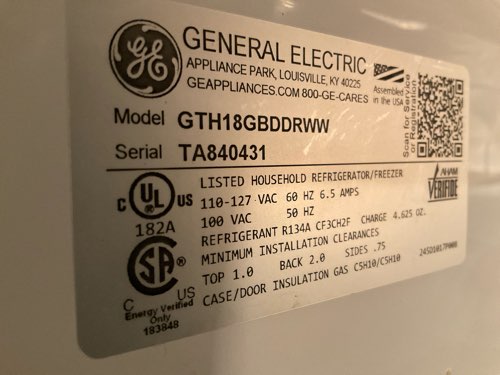 GE
GENERAL ELECTRIC
APPLIANCE PARK, LOUISVILLE, KY 40225
GEAPPLIANCES.COM 800-GE-CARES
Assembled
in the USA
Scan for Service
or Registration
Model GTH18GBDDRWW
Serial TA840431
C UL US
182A
LISTED HOUSEHOLD REFRIGERATOR/FREEZER
110-127 VAC 60 HZ 6.5 AMPS
100 VAC 50 HZ
REFRIGERANT R134A CF3CH2F CHARGE 4.625 OZ.
MINIMUM INSTALLATION CLEARANCES
TOP 1.0 BACK 2.0 SIDES .75
CASE/DOOR INSULATION GAS C5H10/C5H10
AHAM
VERIFIDE
SA
C US
Energy Verified
Only
183848